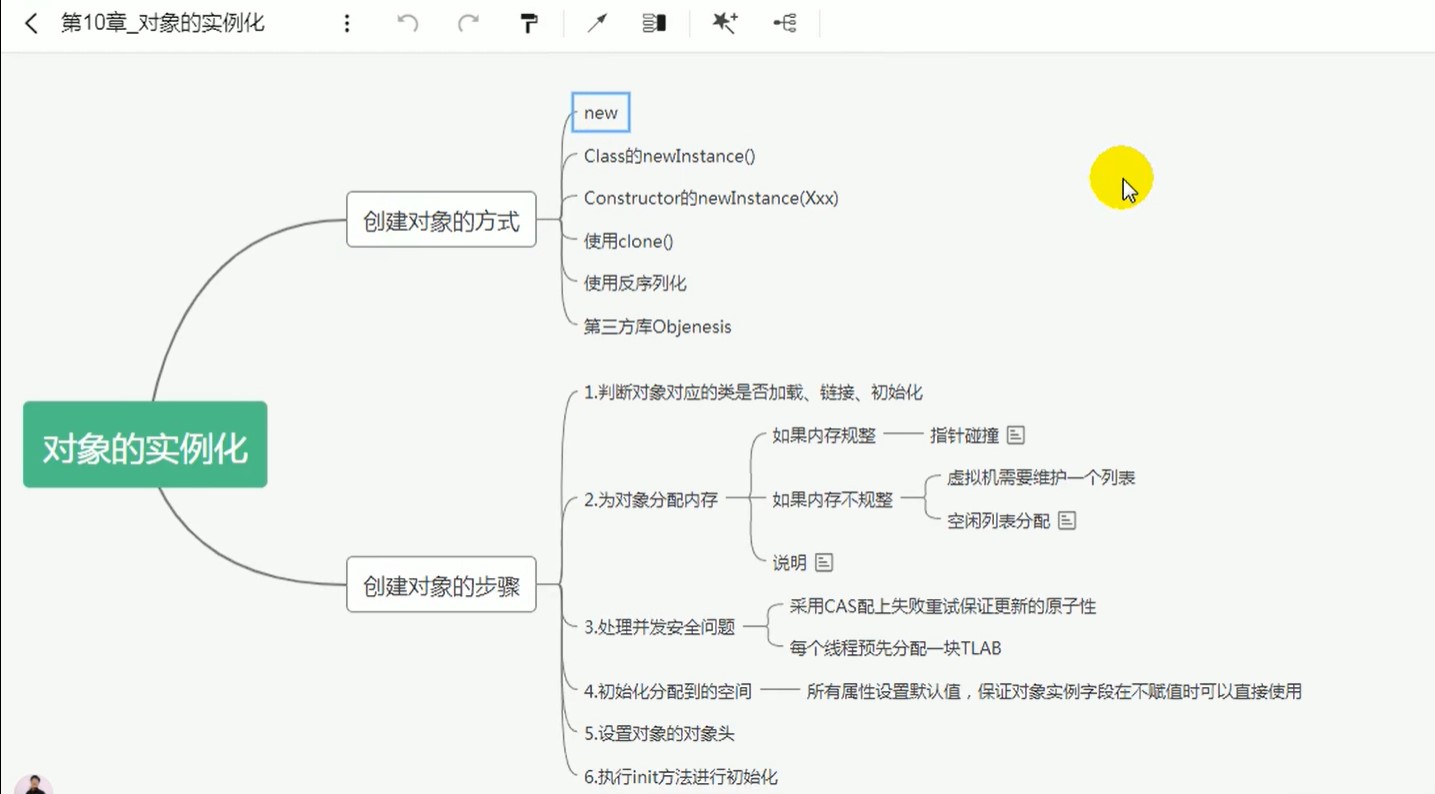 第10章_对象的实例化
new
Class的newInstance()
Constructor的newInstance(Xxx)
创建对象的方式
使用clone()
使用反序列化
第三方库Objenesis
对象的实例化
1.判断对象对应的类是否加载、链接、初始化
如果内存规整
指针碰撞
2.为对象分配内存
如果内存不规整
虚拟机需要维护一个列表
空闲列表分配
说明
创建对象的步骤
3.处理并发安全问题
采用CAS配上失败重试保证更新的原子性
每个线程预先分配一块TLAB
4.初始化分配到的空间
所有属性设置默认值，保证对象实例字段在不赋值时可以直接使用
5.设置对象的对象头
6.执行init方法进行初始化